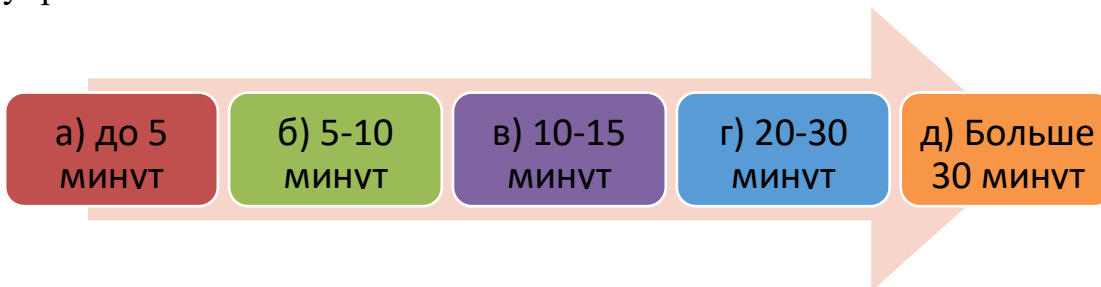 а) до 5
минут
б) 5-10
минут
в) 10-15
минут
г) 20-30
минут
д) Больше
30 минут